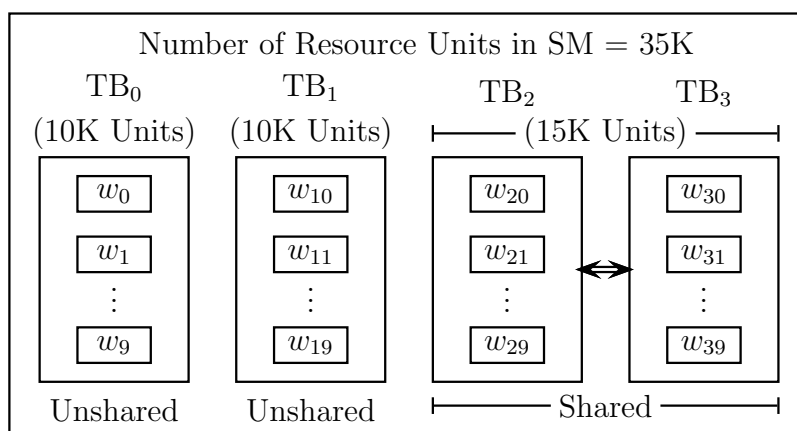 Number of Resource Units in SM = 35K
TB₀ TB₁ TB₂ TB₃
(10K Units) (10K Units) (15K Units)
w₀ w₁₀ w₂₀ w₃₀
w₁ w₁₁ w₂₁ w₃₁
⋮ ⋮ ⋮ ⋮
w₉ w₁₉ w₂₉ w₃₉
Unshared Unshared Shared